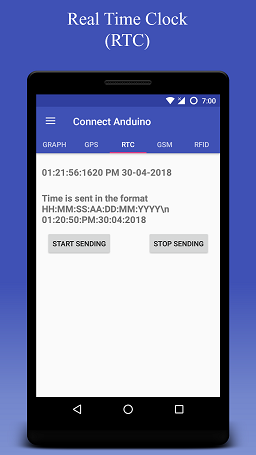 Real Time Clock
(RTC)
7:00
Connect Anduino
GRAPH GPS RTC GSM RFID
01:21:56:1620 PM 30-04-2018
Time is sent in the format
HH:MM:SS:AA:DD:MM:YYYY\n
01:20:50:PM:30:04:2018
START SENDING STOP SENDING